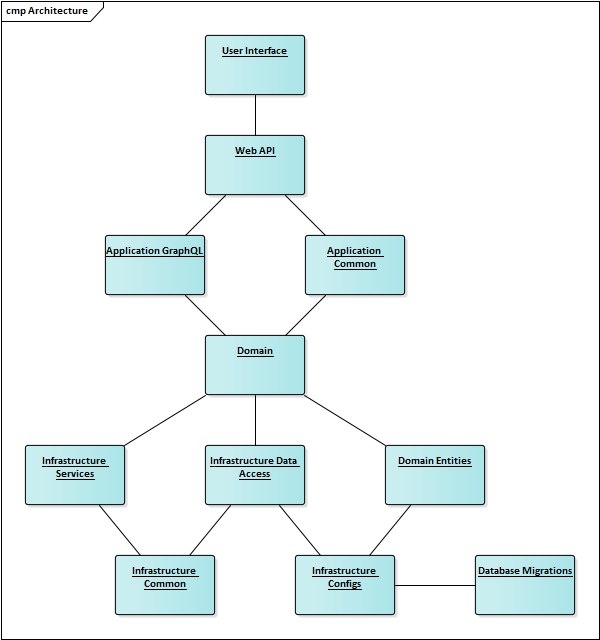 cmp Architecture
User Interface
Web API
Application GraphQL
Application
Common
Domain
Infrastructure
Services
Infrastructure Data
Access
Domain Entities
Infrastructure
Common
Infrastructure
Configs
Database Migrations